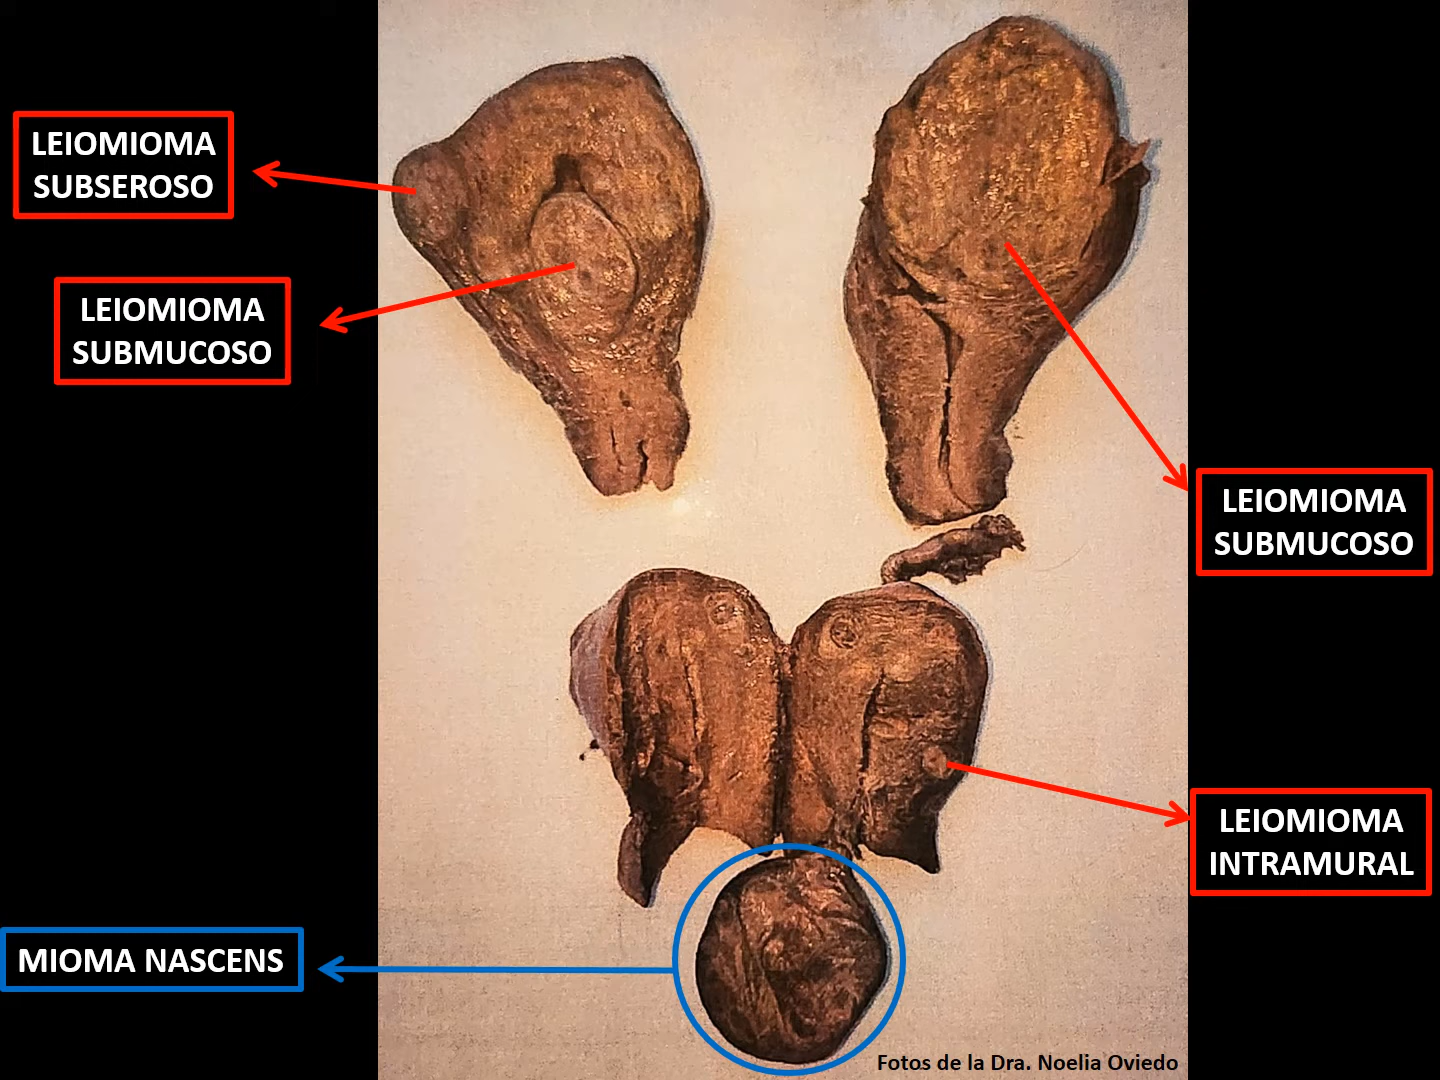 LEIOMIOMA
SUBSEROSO
LEIOMIOMA
SUBMUCOSO
LEIOMIOMA
SUBMUCOSO
LEIOMIOMA
INTRAMURAL
MIOMA NASCENS
Fotos de la Dra. Noelia Oviedo